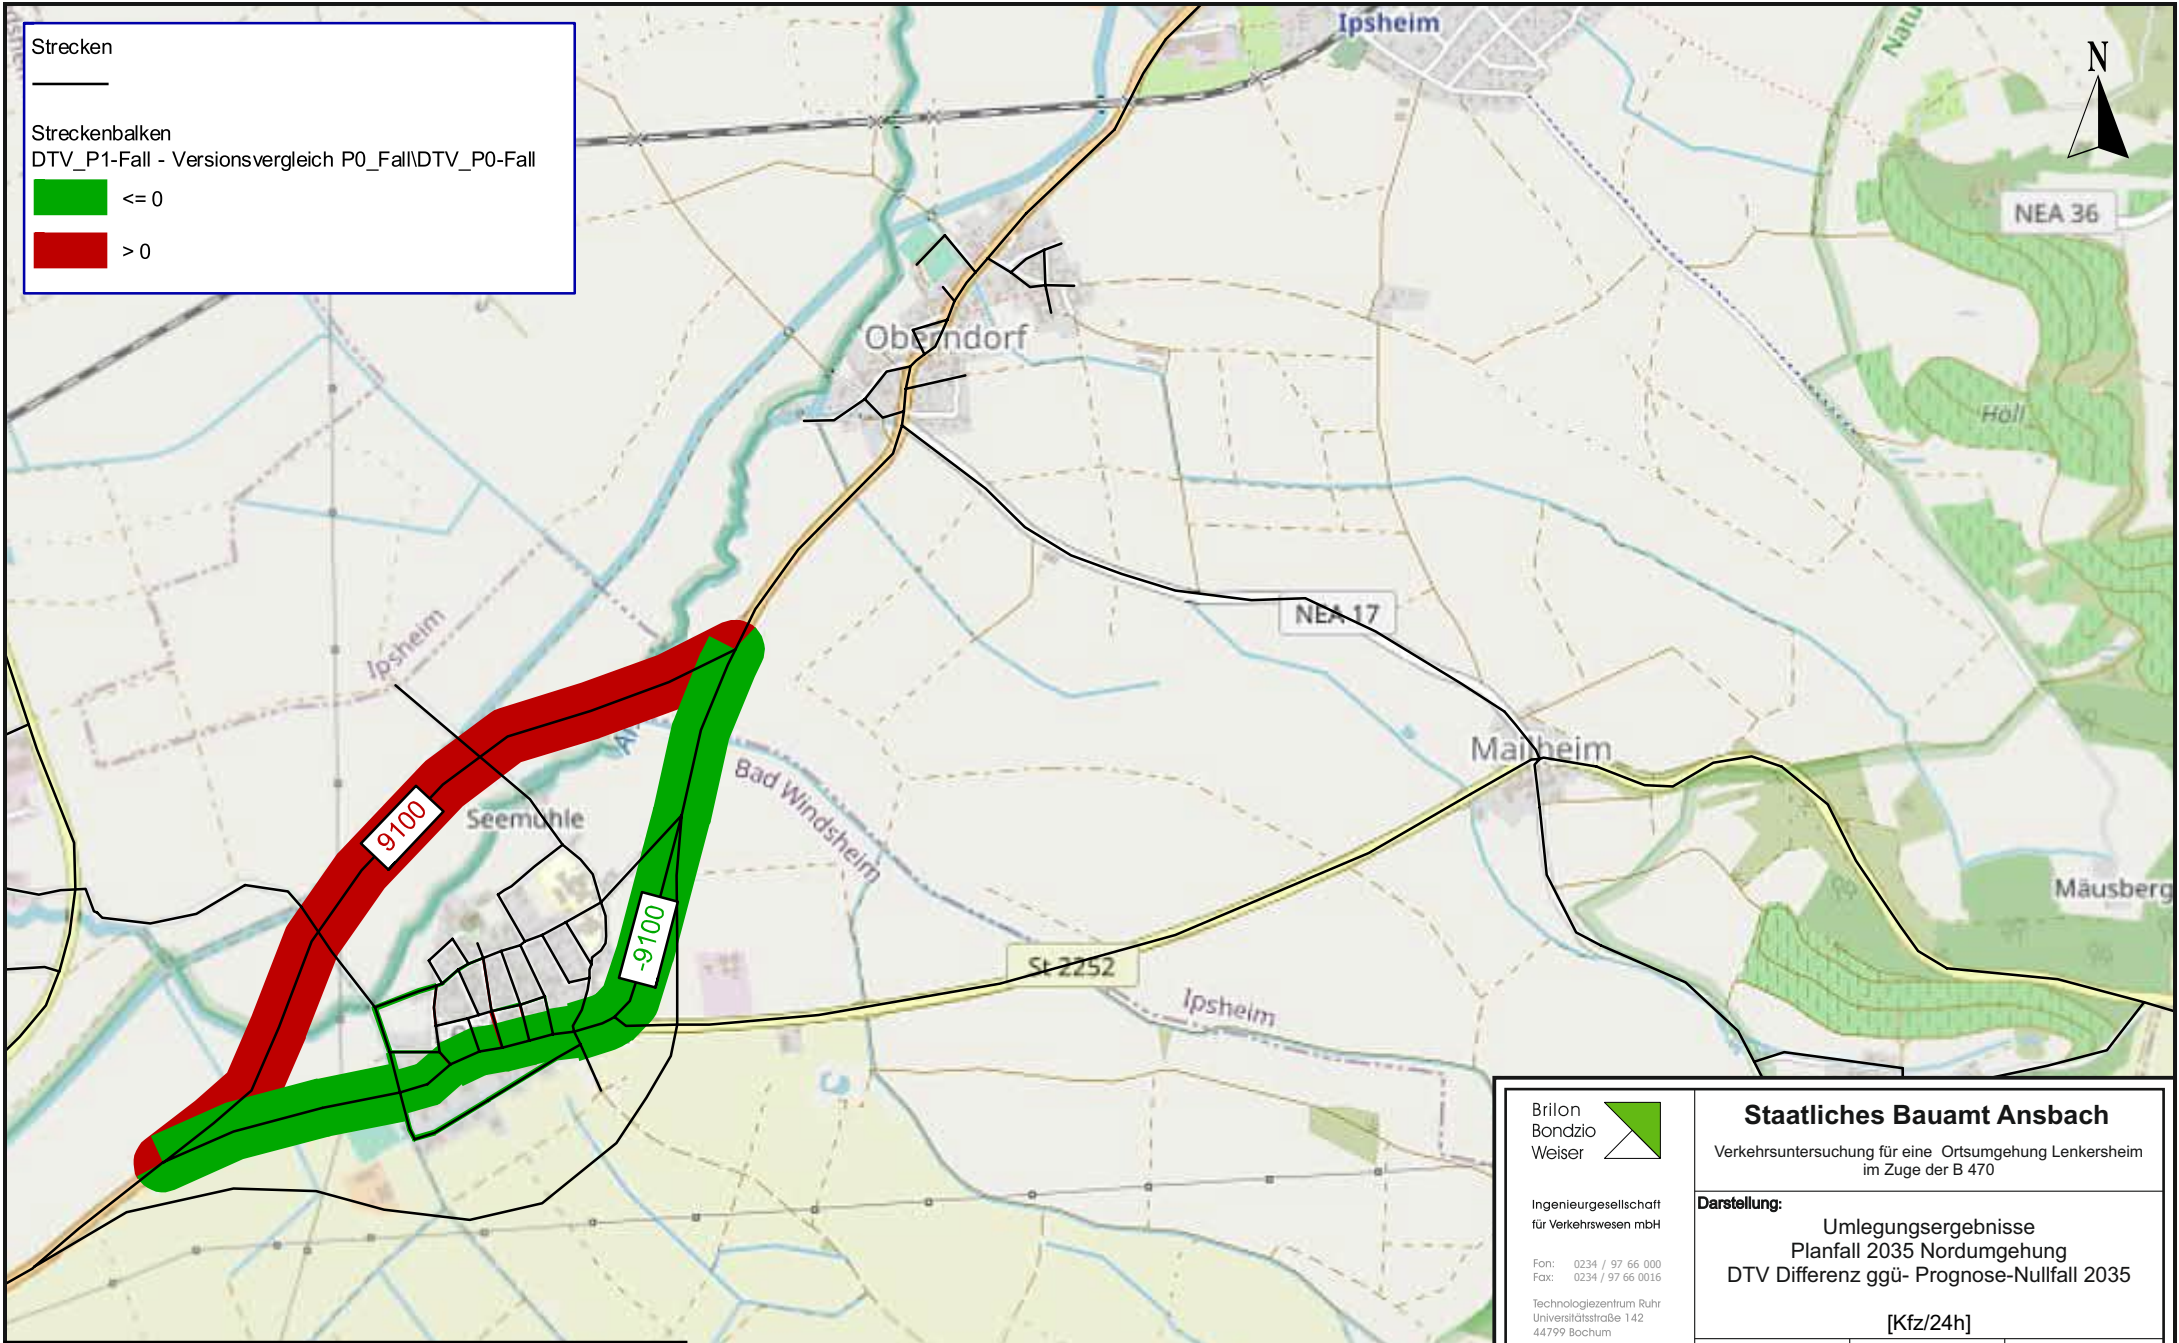 Strecken
Streckenbalken
DTV_P1-Fall - Versionsvergleich P0_Fall\DTV_P0-Fall
<= 0
> 0
Ipsheim
Natu
N
NEA 36
Oberndorf
Höll
NEA 17
Ipsheim
Mailheim
Bad Windsheim
Seemühle
9100
-9100
Mäusberg
St 2252
Ipsheim
Brilon
Bondzio
Weiser
Ingenieurgesellschaft
für Verkehrswesen mbH
Fon: 0234 / 97 66 000
Fax: 0234 / 97 66 0016
Technologiezentrum Ruhr
Universitätsstraße 142
44799 Bochum
Staatliches Bauamt Ansbach
Verkehrsuntersuchung für eine Ortsumgehung Lenkersheim
im Zuge der B 470
Darstellung:
Umlegungsergebnisse
Planfall 2035 Nordumgehung
DTV Differenz ggü- Prognose-Nullfall 2035
[Kfz/24h]